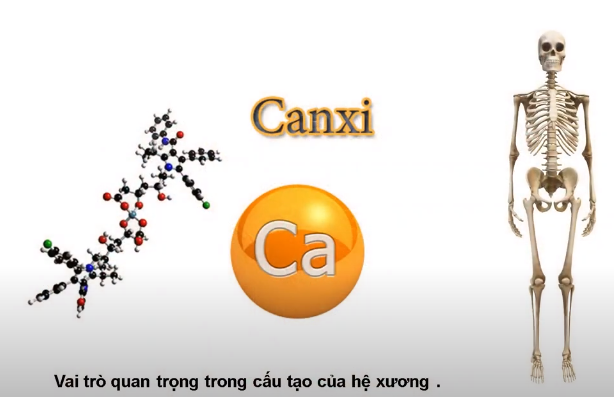 Canxi
Ca
Vai trò quan trọng trong cấu tạo của hệ xương .